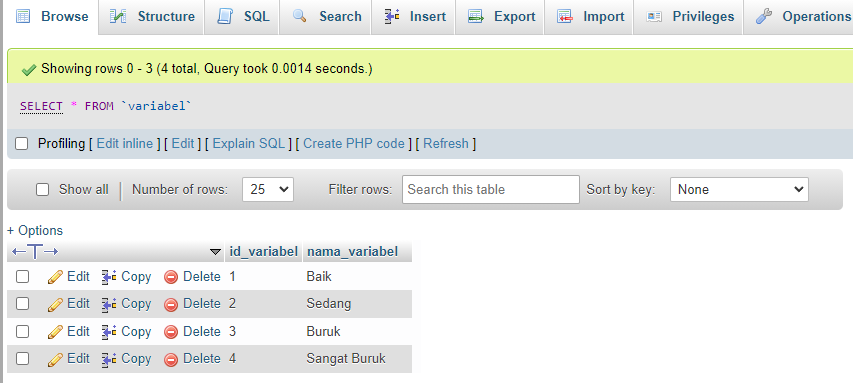 Browse Structure SQL Search Insert Export Import Privileges Operations
Showing rows 0 - 3 (4 total, Query took 0.0014 seconds.)
SELECT * FROM `variabel`
Profiling [ Edit inline ] [ Edit ] [ Explain SQL ] [ Create PHP code ] [ Refresh ]
Show all | Number of rows: 25 Filter rows: Search this table Sort by key: None
+ Options
←T→ id_variabel nama_variabel
Edit Copy Delete 1 Baik
Edit Copy Delete 2 Sedang
Edit Copy Delete 3 Buruk
Edit Copy Delete 4 Sangat Buruk